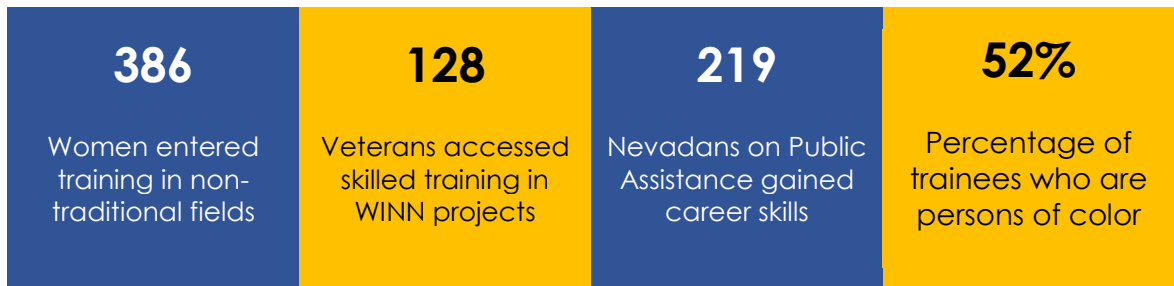 386
Women entered
training in non-
traditional fields
128
Veterans accessed
skilled training in
WINN projects
219
Nevadans on Public
Assistance gained
career skills
52%
Percentage of
trainees who are
persons of color